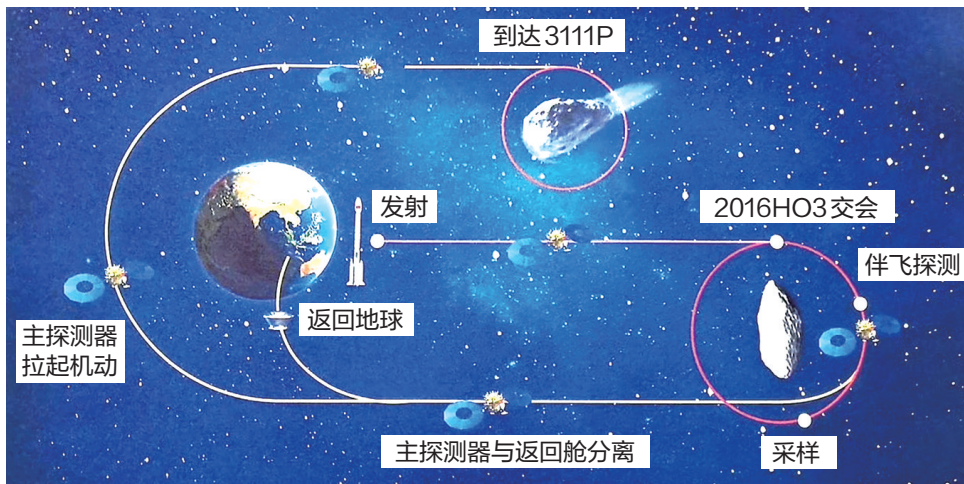 到达3111P
发射
2016HO3交会
伴飞探测
返回地球
主探测器
拉起机动
主探测器与返回舱分离
采样